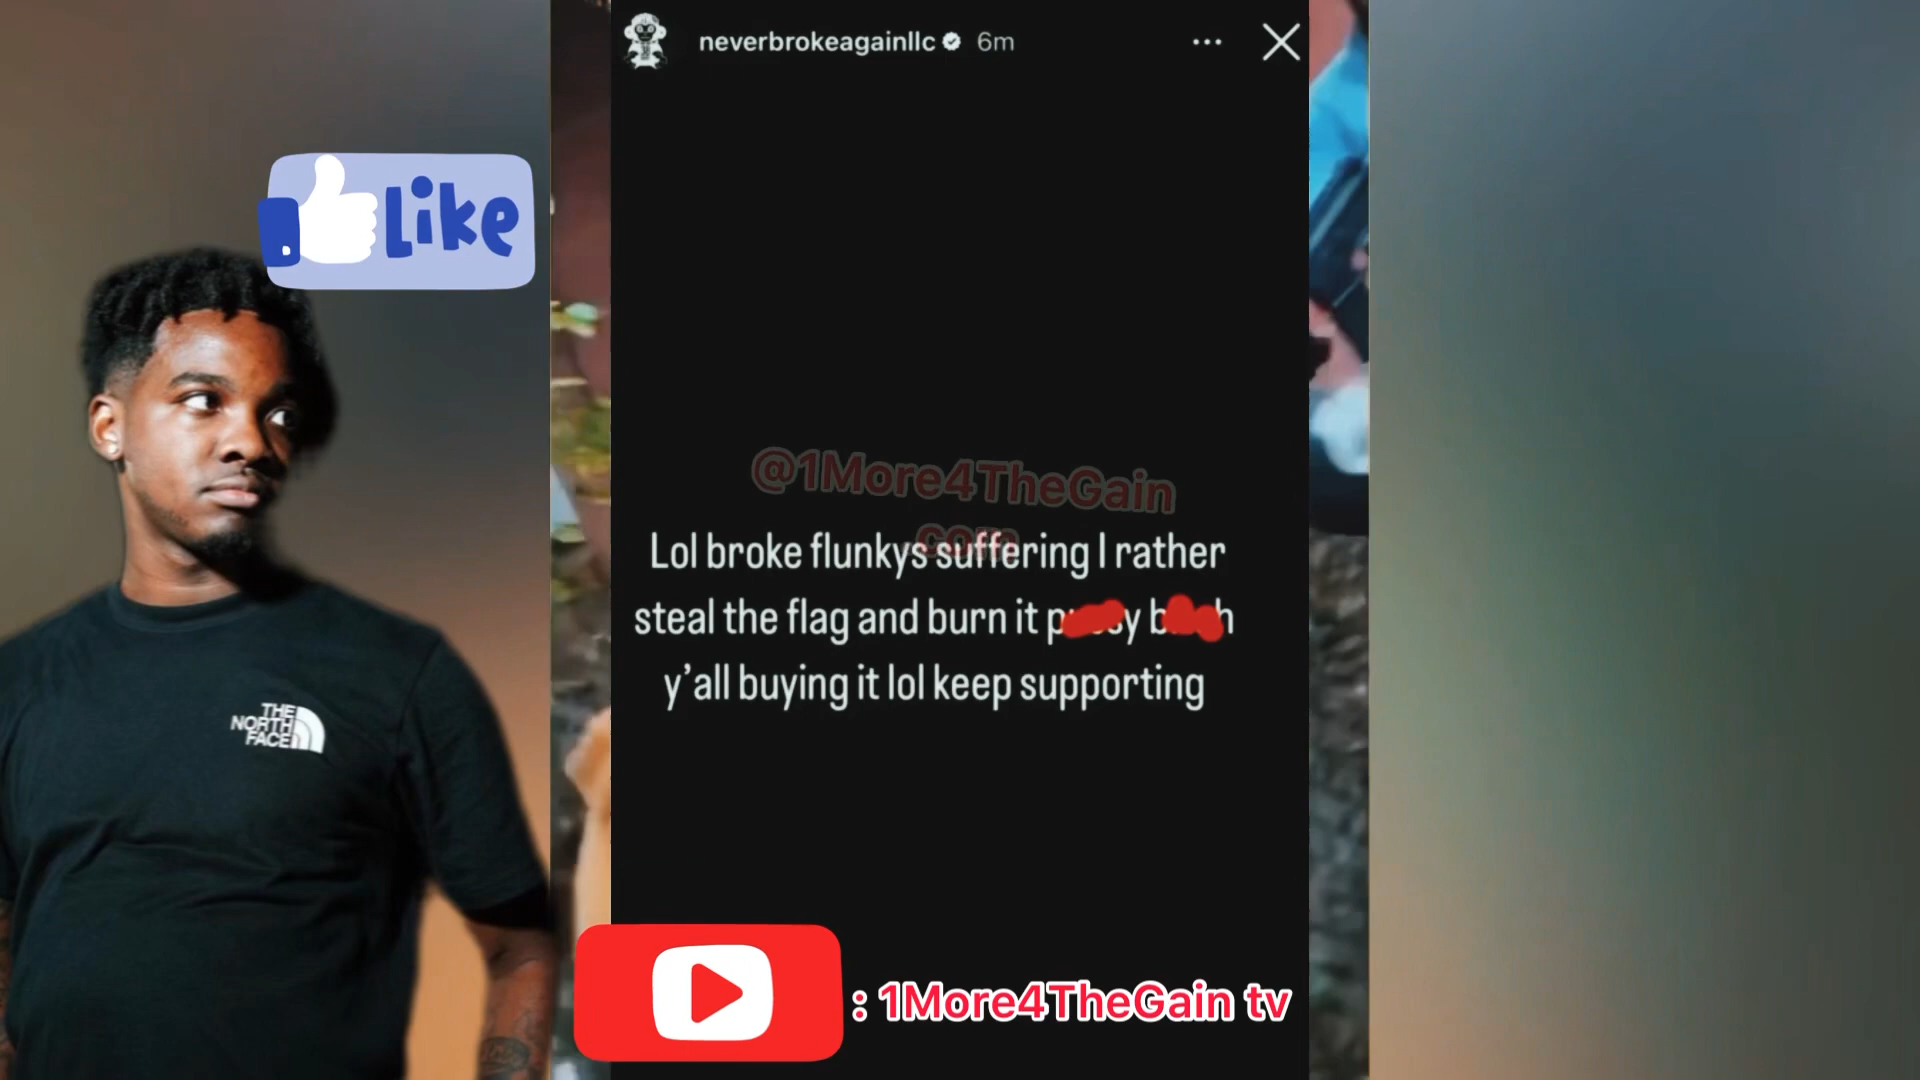 neverbrokeagainllc 6m
Like
@1More4TheGain
.com
Lol broke flunkys suffering I rather
steal the flag and burn it
y'all buying it lol keep supporting
THE
NORTH
FACE
: 1More4TheGain tv